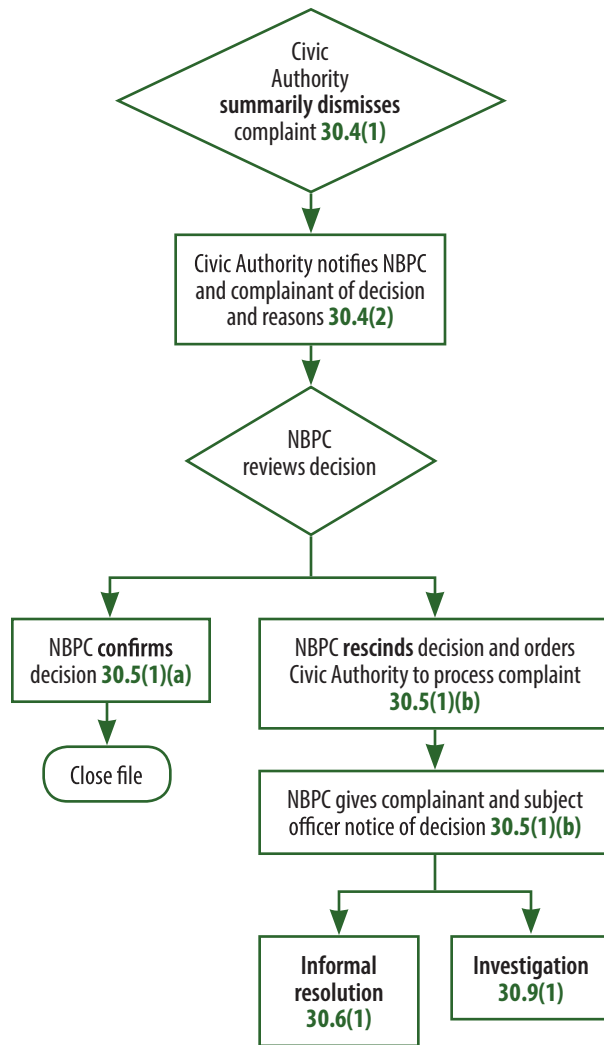 Civic
Authority
summarily dismisses
complaint 30.4(1)
Civic Authority notifies NBPC
and complainant of decision
and reasons 30.4(2)
NBPC
reviews decision
NBPC confirms
decision 30.5(1)(a)
Close file
NBPC rescinds decision and orders
Civic Authority to process complaint
30.5(1)(b)
NBPC gives complainant and subject
officer notice of decision 30.5(1)(b)
Informal
resolution
30.6(1)
Investigation
30.9(1)